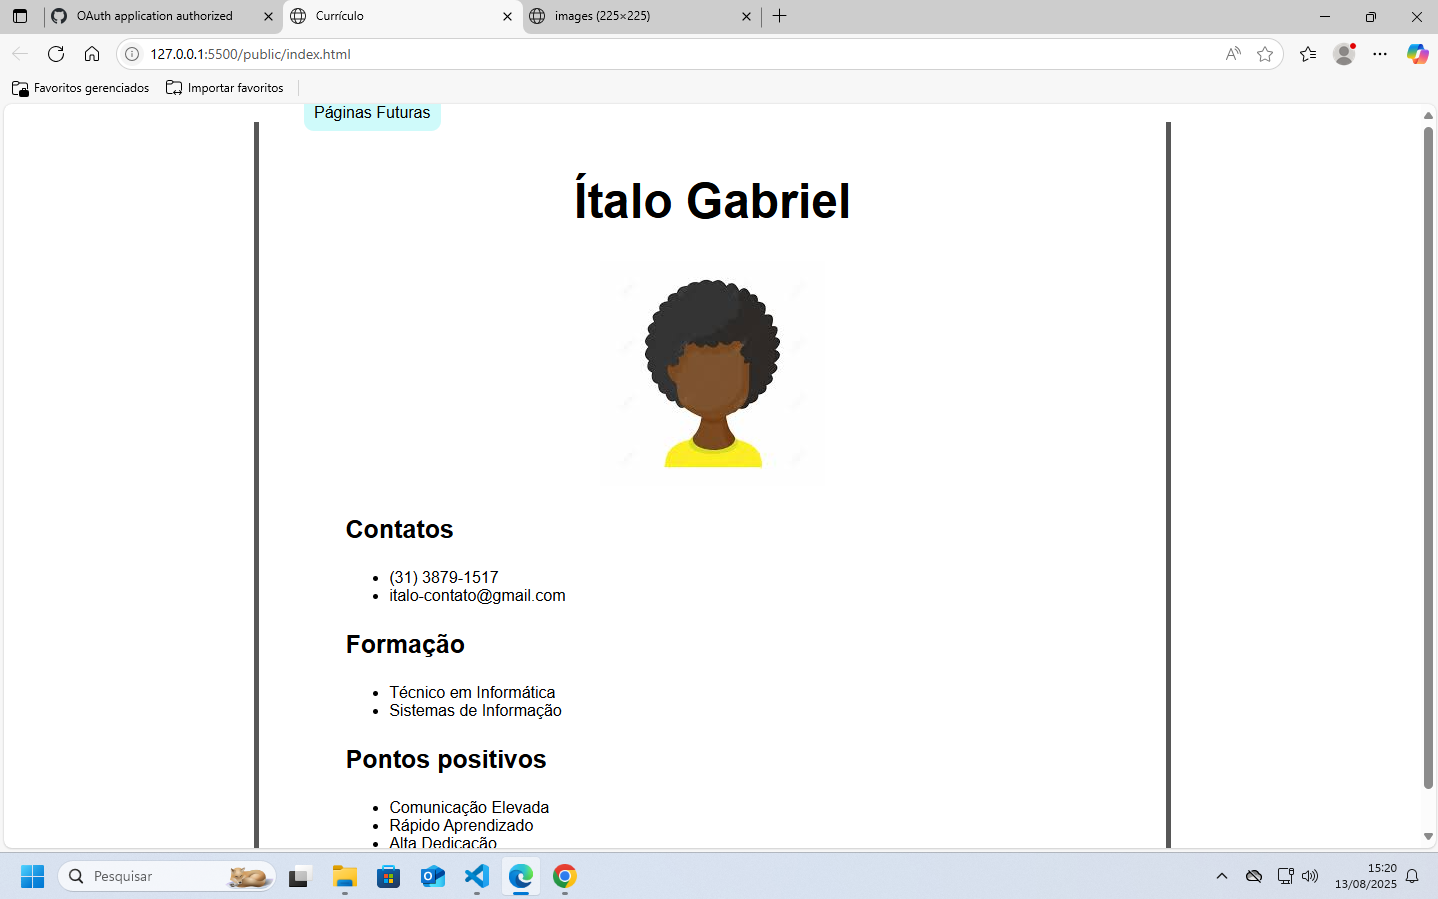 OAuth application authorized
Currículo
images (225×225)
127.0.0.1:5500/public/index.html
Favoritos gerenciados
Importar favoritos
Páginas Futuras
Ítalo Gabriel
Contatos
(31) 3879-1517
italo-contato@gmail.com
Formação
Técnico em Informática
Sistemas de Informação
Pontos positivos
Comunicação Elevada
Rápido Aprendizado
Alta Dedicação
Pesquisar
15:20
13/08/2025